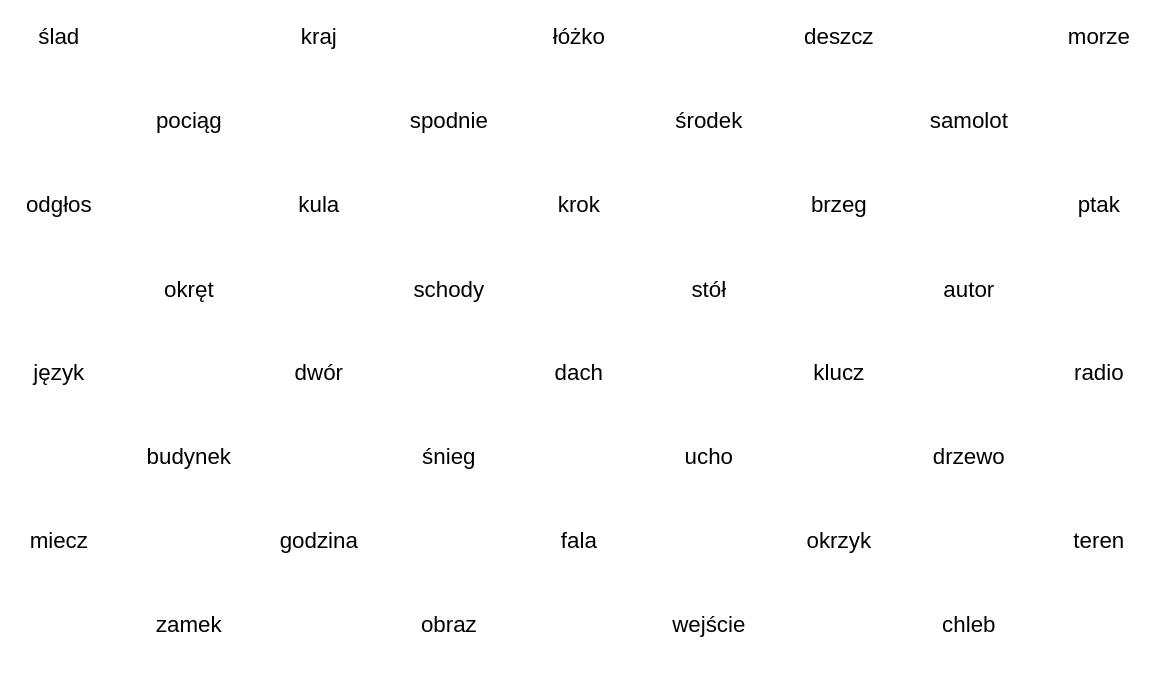 ślad kraj łóżko deszcz morze
pociąg spodnie środek samolot
odgłos kula krok brzeg ptak
okręt schody stół autor
język dwór dach klucz radio
budynek śnieg ucho drzewo
miecz godzina fala okrzyk teren
zamek obraz wejście chleb